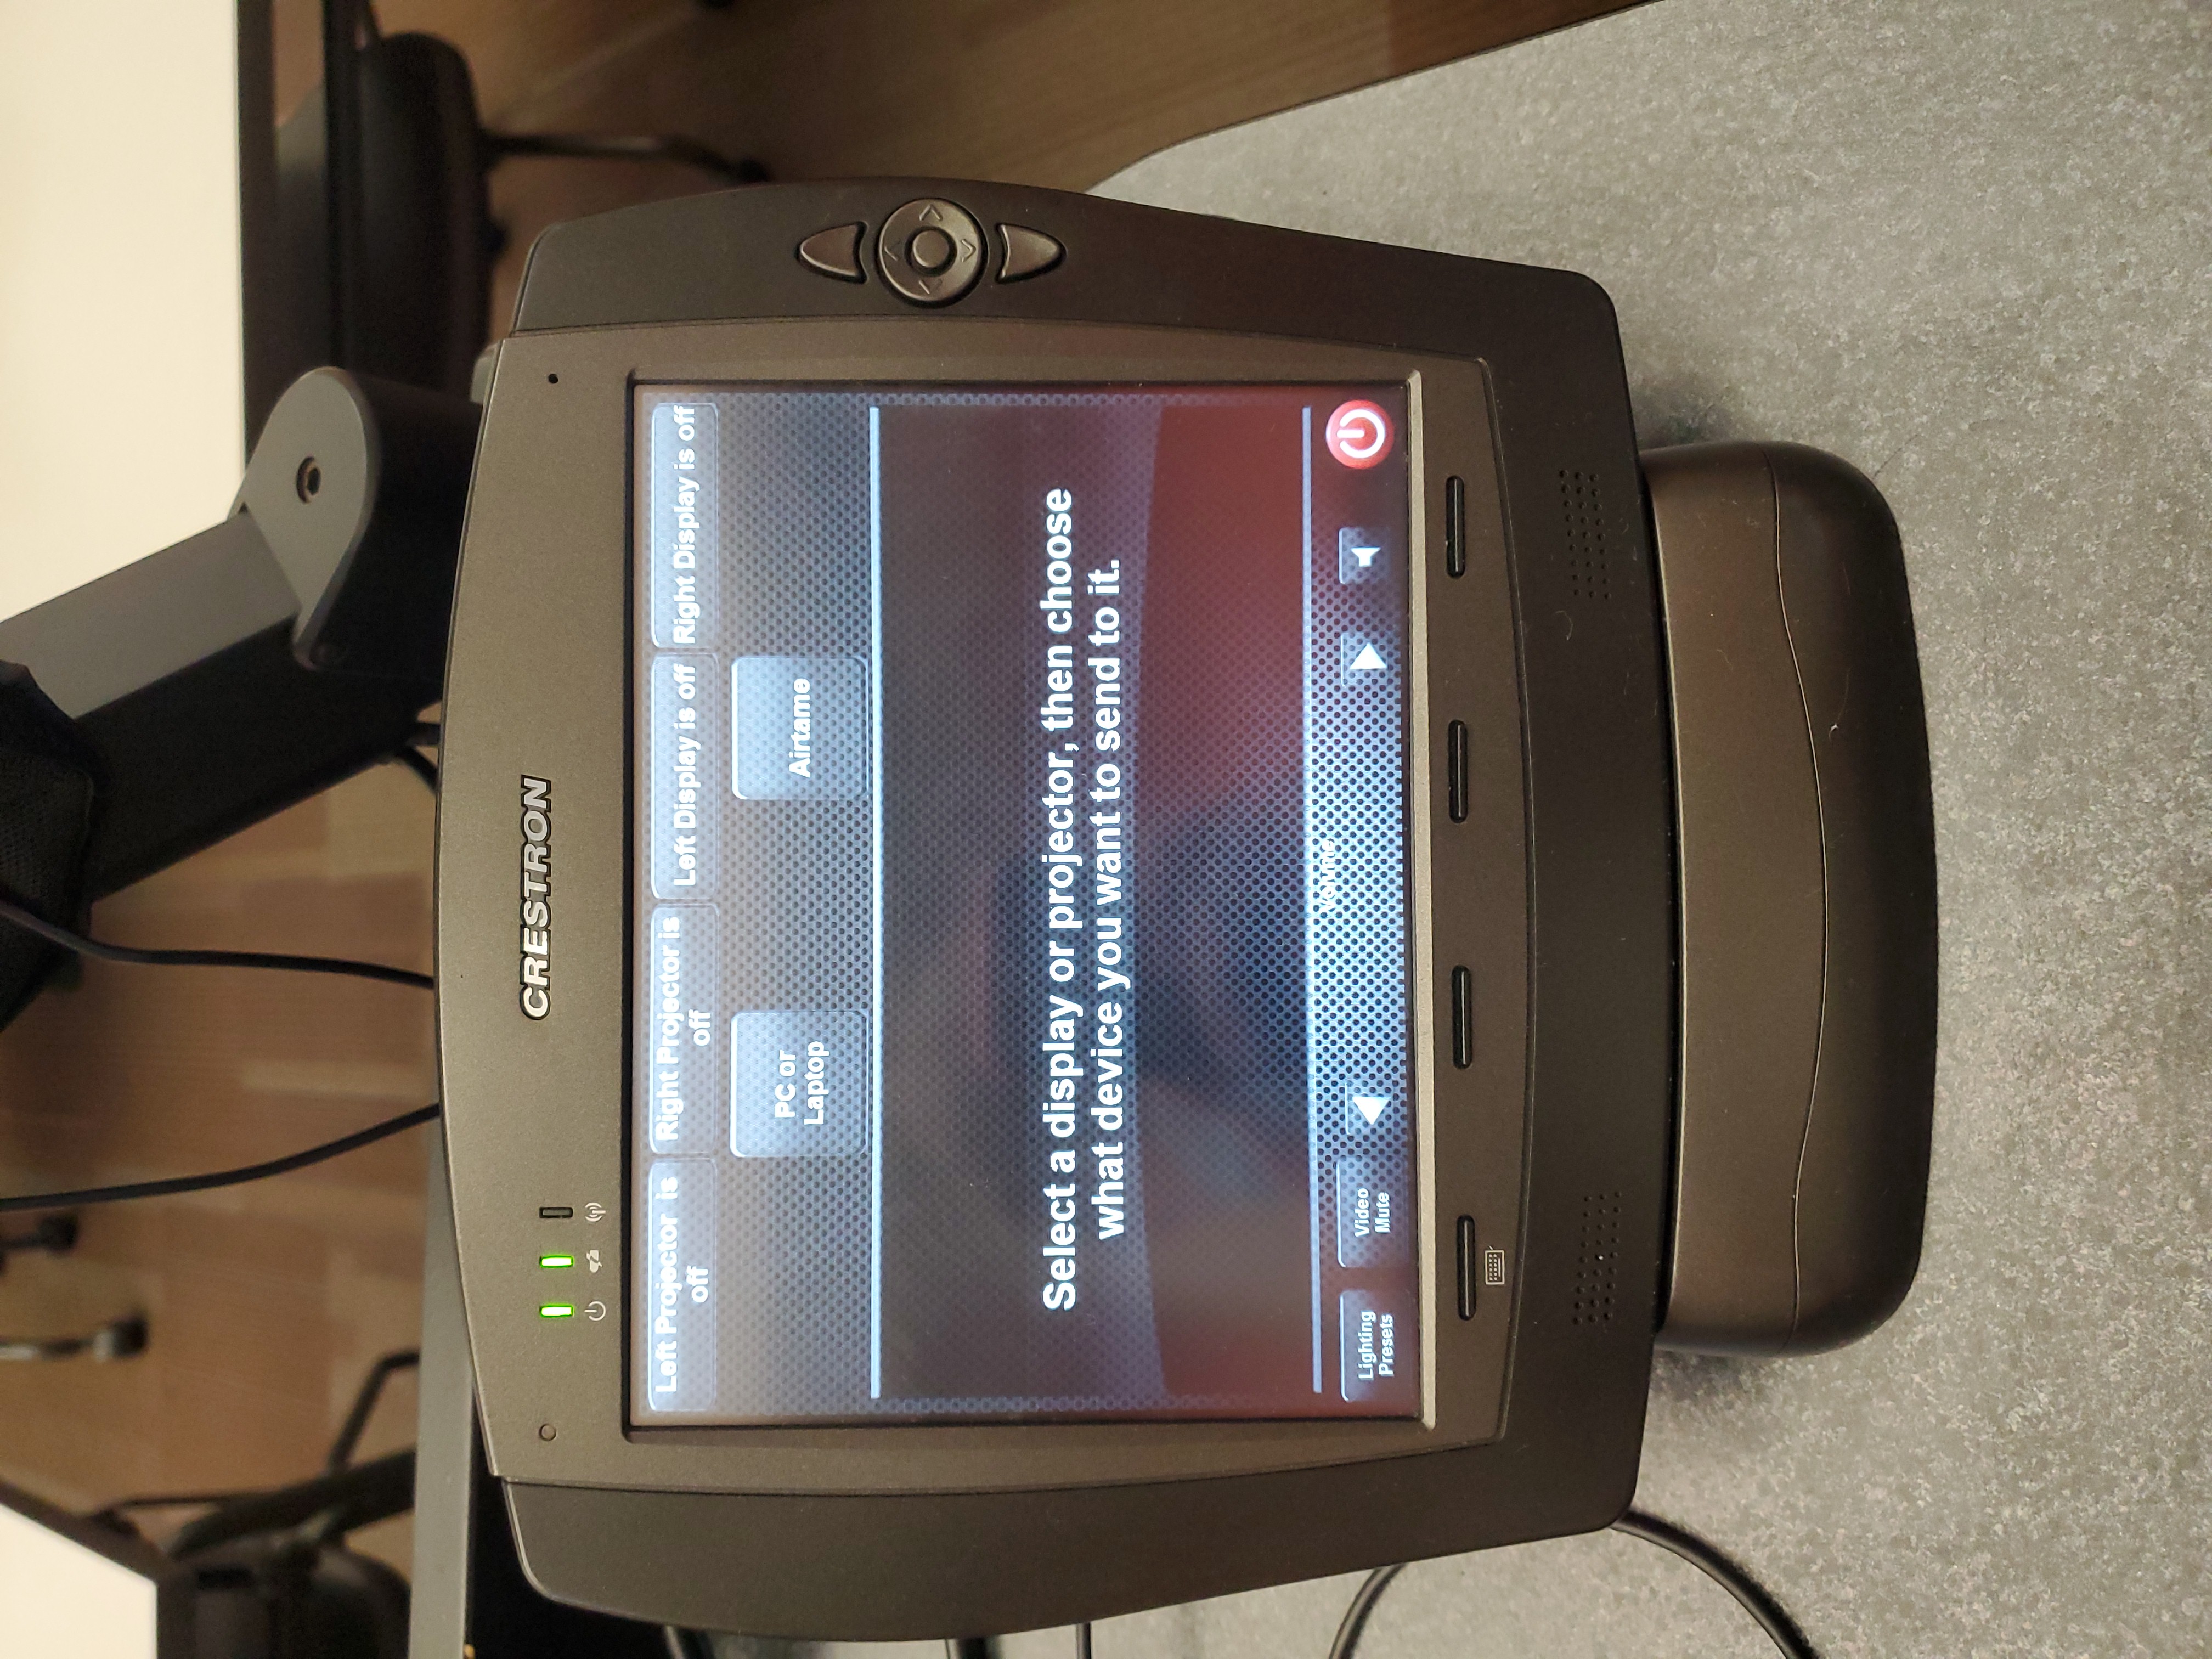 CRESTRON
Left Projector is
off
Right Projector is
off
Left Display is off
Right Display is off
PC or
Laptop
Airtame
Select a display or projector, then choose
what device you want to send to it.
Volume
Lighting
Presets
Video
Mute